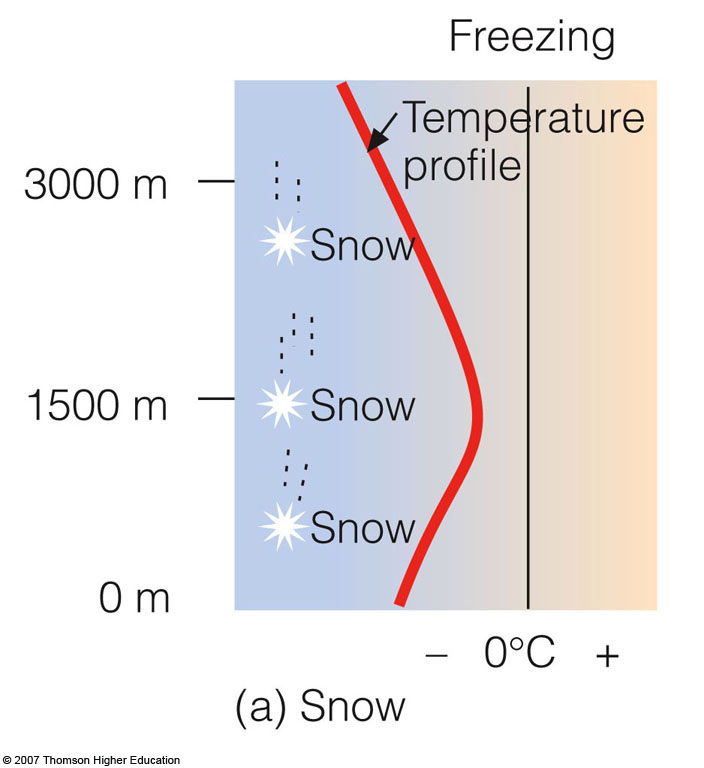 Freezing
Temperature
profile
3000 m
Snow
1500 m
Snow
Snow
0 m
– 0°C +
(a) Snow
© 2007 Thomson Higher Education